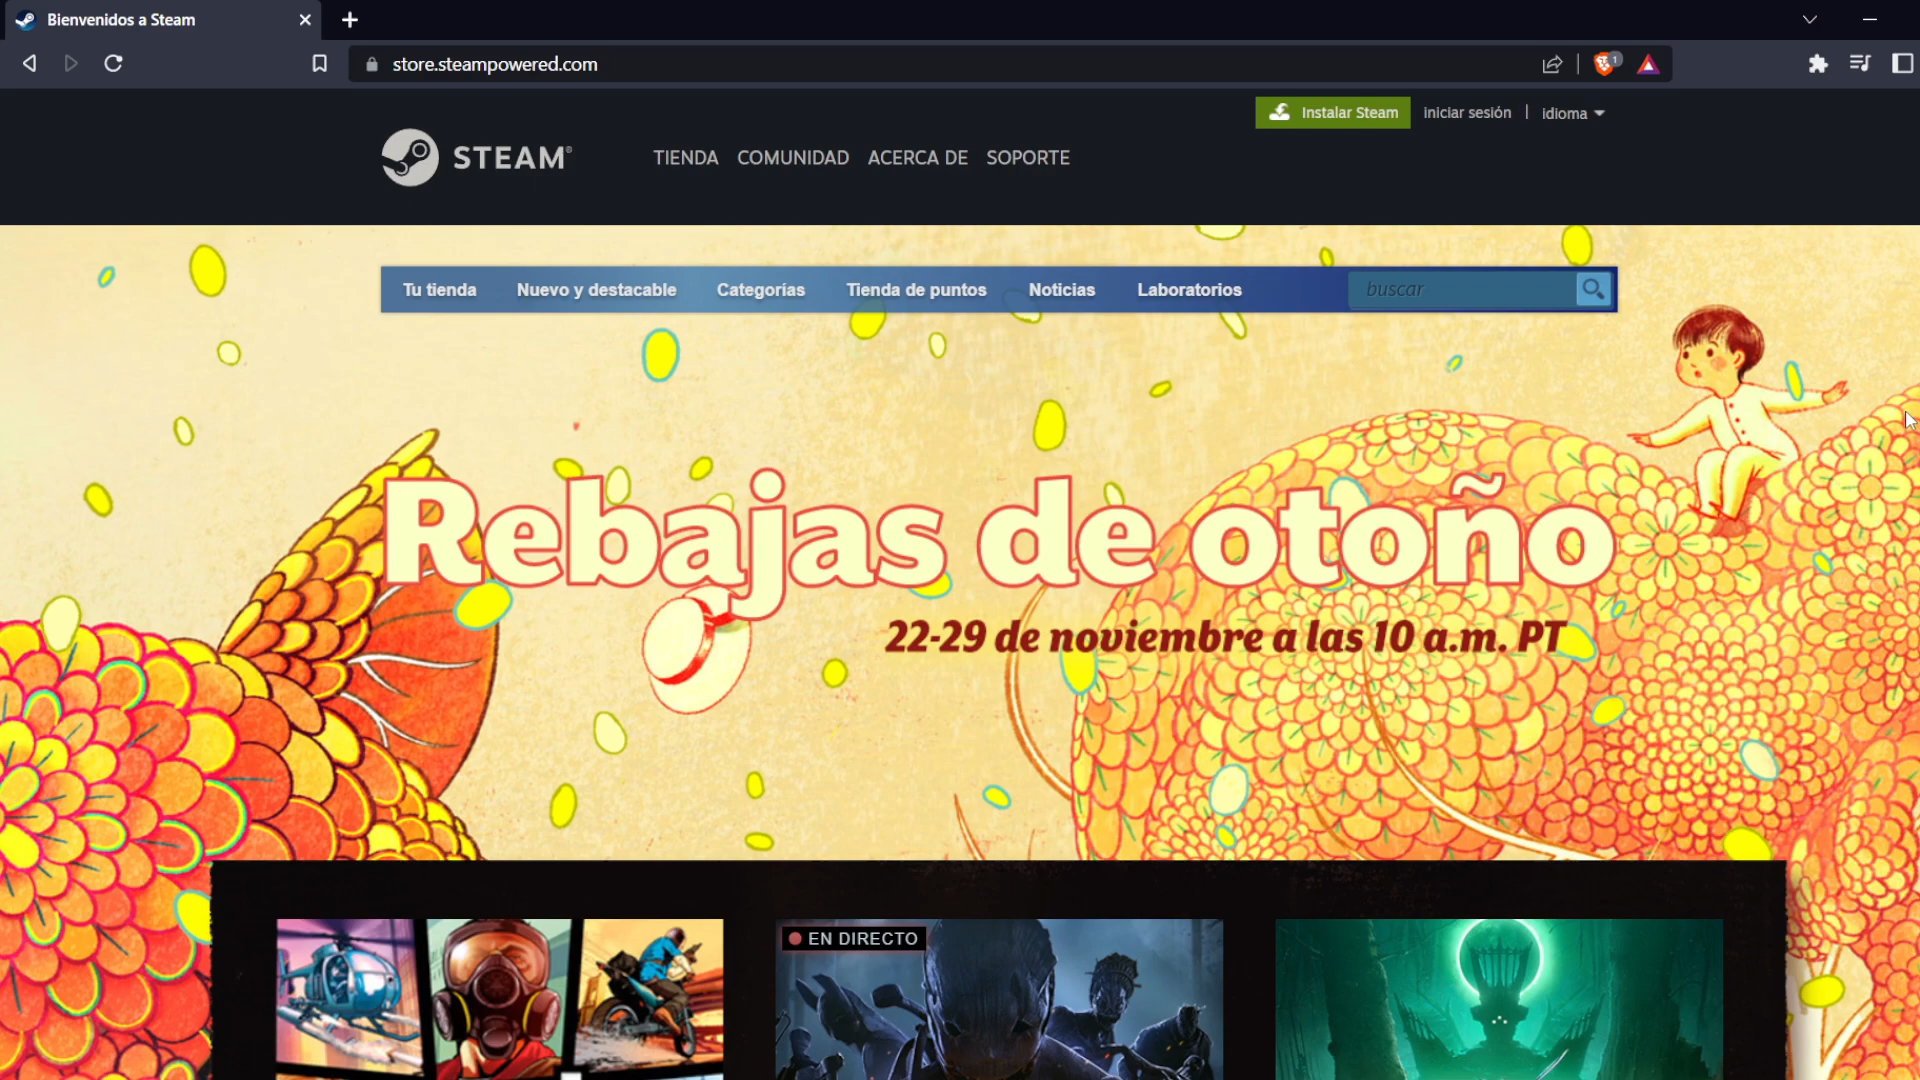 Bienvenidos a Steam
store.steampowered.com
1
Instalar Steam
iniciar sesión
idioma
STEAM®
TIENDA
COMUNIDAD
ACERCA DE
SOPORTE
Tu tienda
Nuevo y destacable
Categorías
Tienda de puntos
Noticias
Laboratorios
buscar
Rebajas de otoño
22-29 de noviembre a las 10 a.m. PT
EN DIRECTO